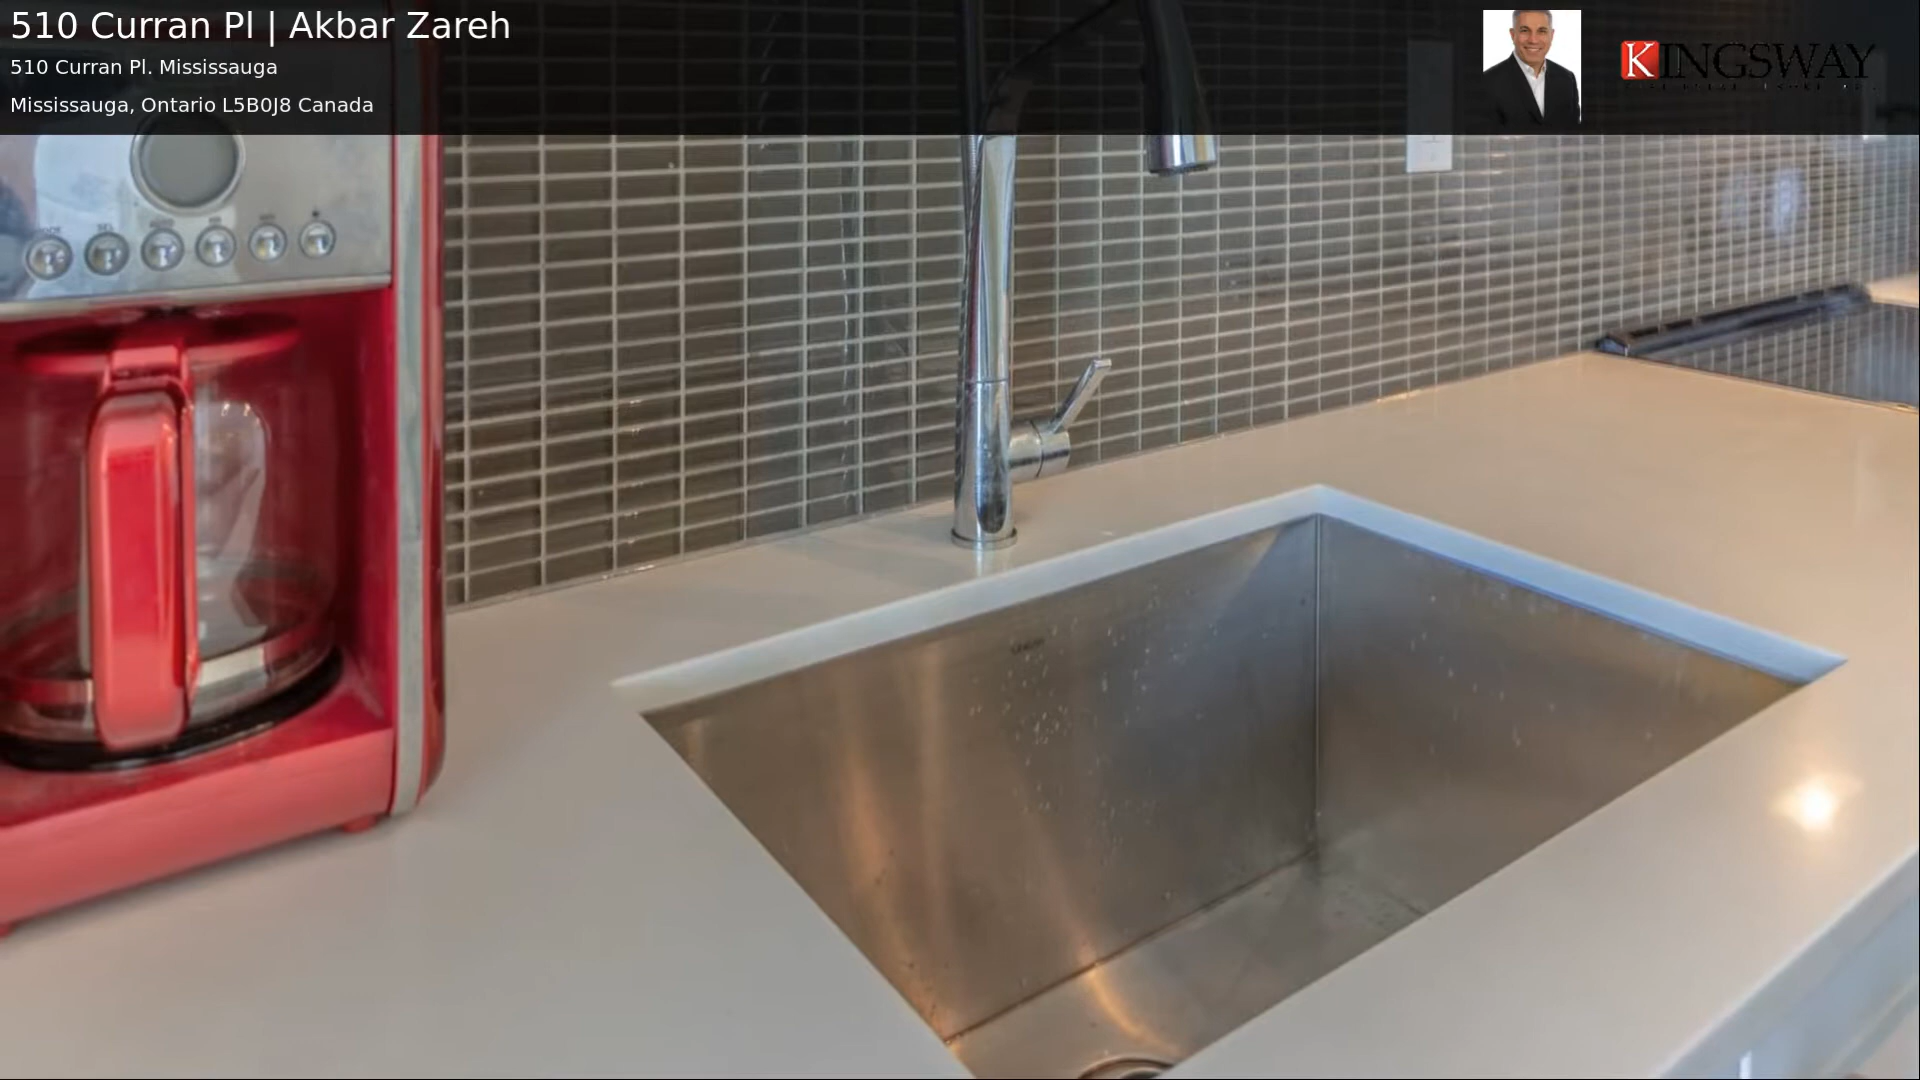 510 Curran Pl | Akbar Zareh
510 Curran Pl. Mississauga
Mississauga, Ontario L5B0J8 Canada
KINGSWAY